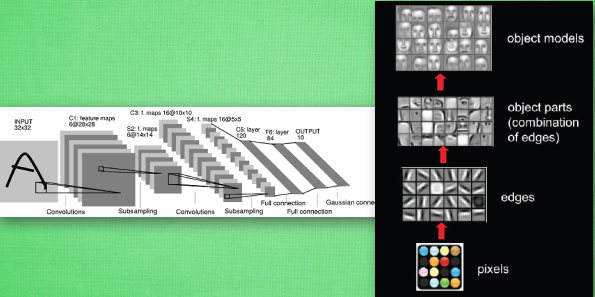 INPUT
32x32
C1: feature maps
6@28x28
S2: f. maps
6@14x14
C3: f. maps 16@10x10
S4: f. maps 16@5x5
C5: layer
120
F6: layer
84
OUTPUT
10
Convolutions
Subsampling
Convolutions
Subsampling
Full connection
Full connection
Gaussian conne
object models
object parts
(combination
of edges)
edges
pixels